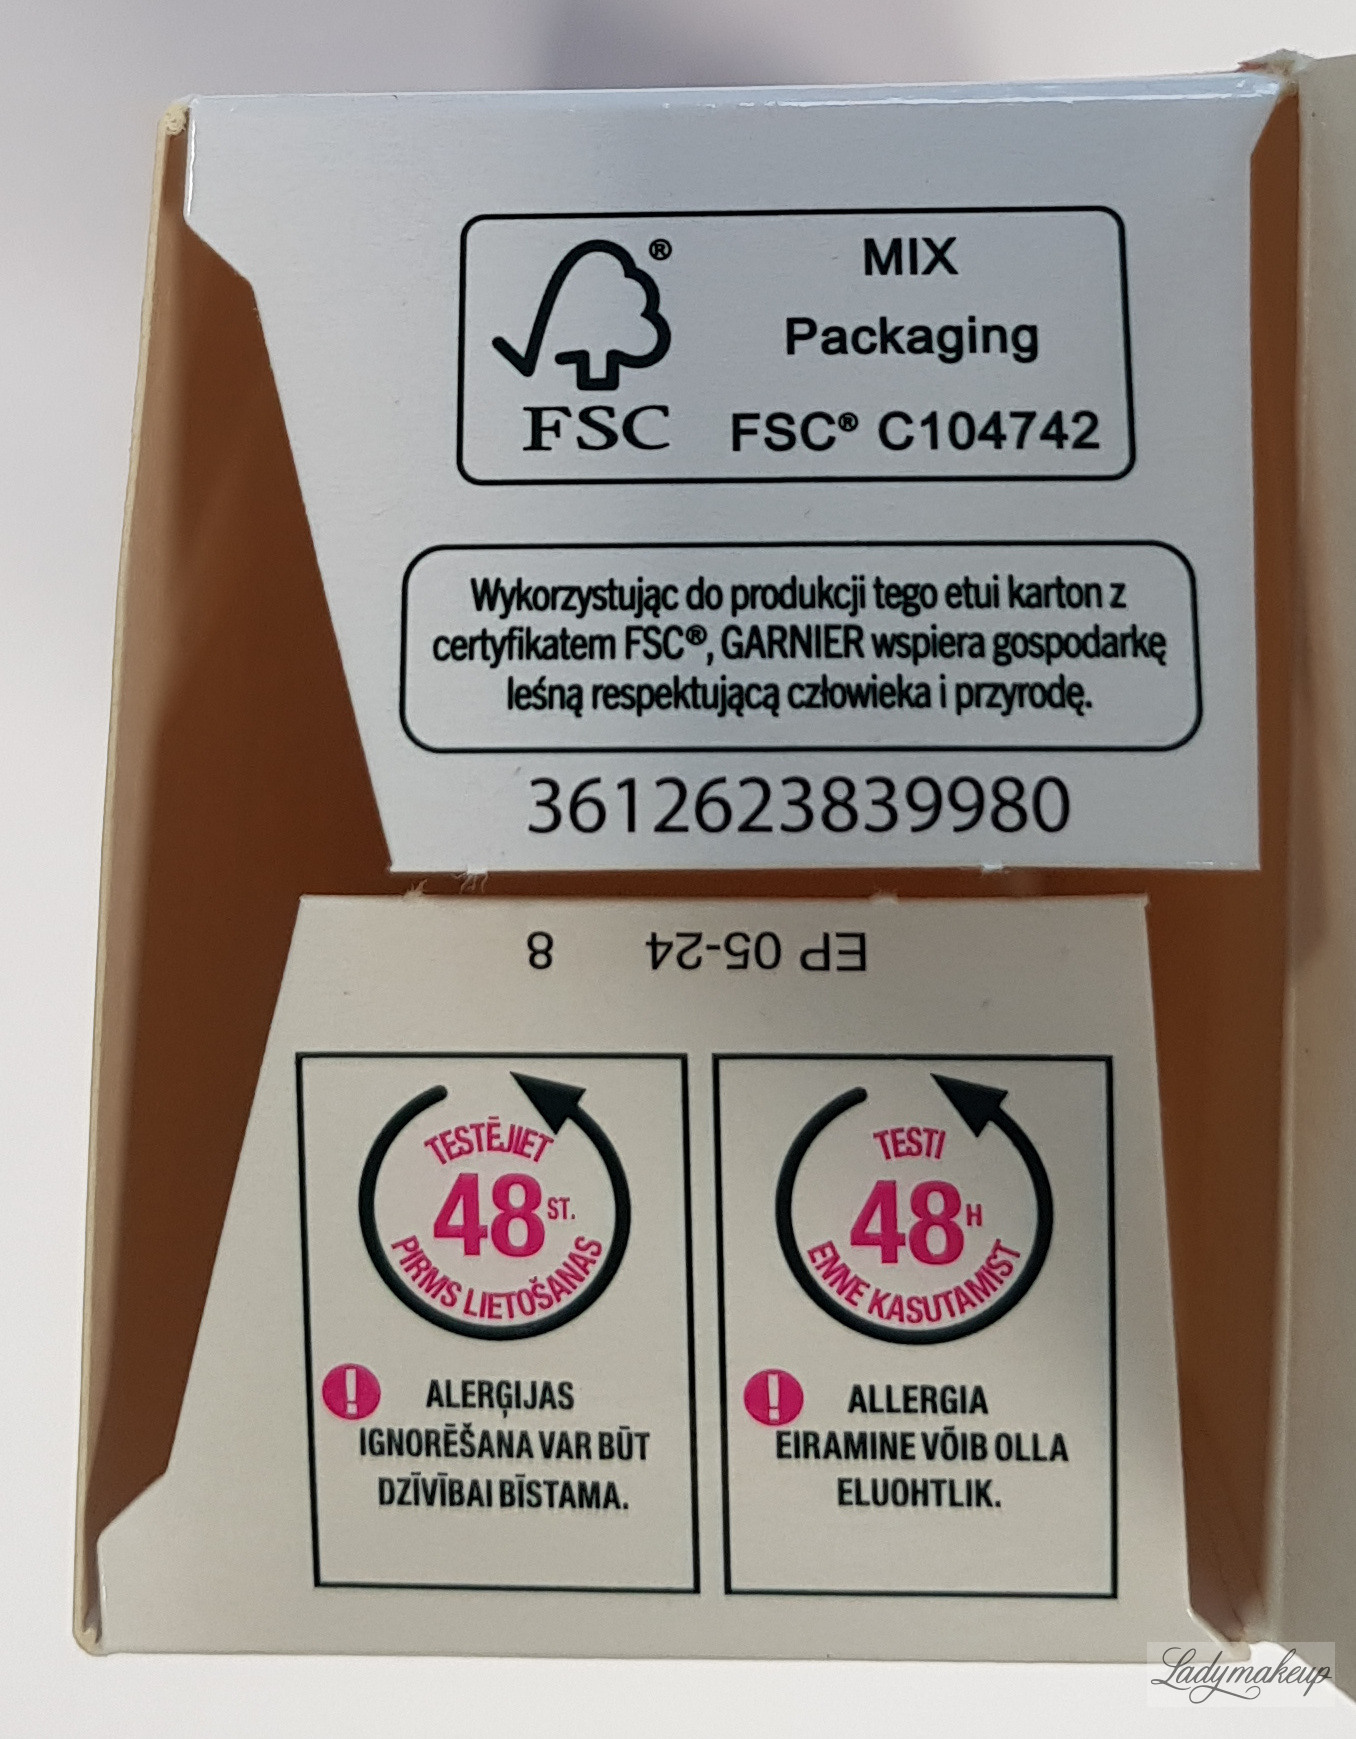 ®
MIX
Packaging
FSC
FSC® C104742
Wykorzystując do produkcji tego etui karton z
certyfikatem FSC®, GARNIER wspiera gospodarkę
leśną respektującą człowieka i przyrodę.
3612623839980
EP 05-24 8
TESTĒJIET
48 ST.
PIRMS LIETOŠANAS
! ALERĢIJAS
IGNORĒŠANA VAR BŪT
DZĪVĪBAI BĪSTAMA.
TESTI
48 H
ENNE KASUTAMIST
! ALLERGIA
EIRAMINE VÕIB OLLA
ELUOHTLIK.
Ladymakeup